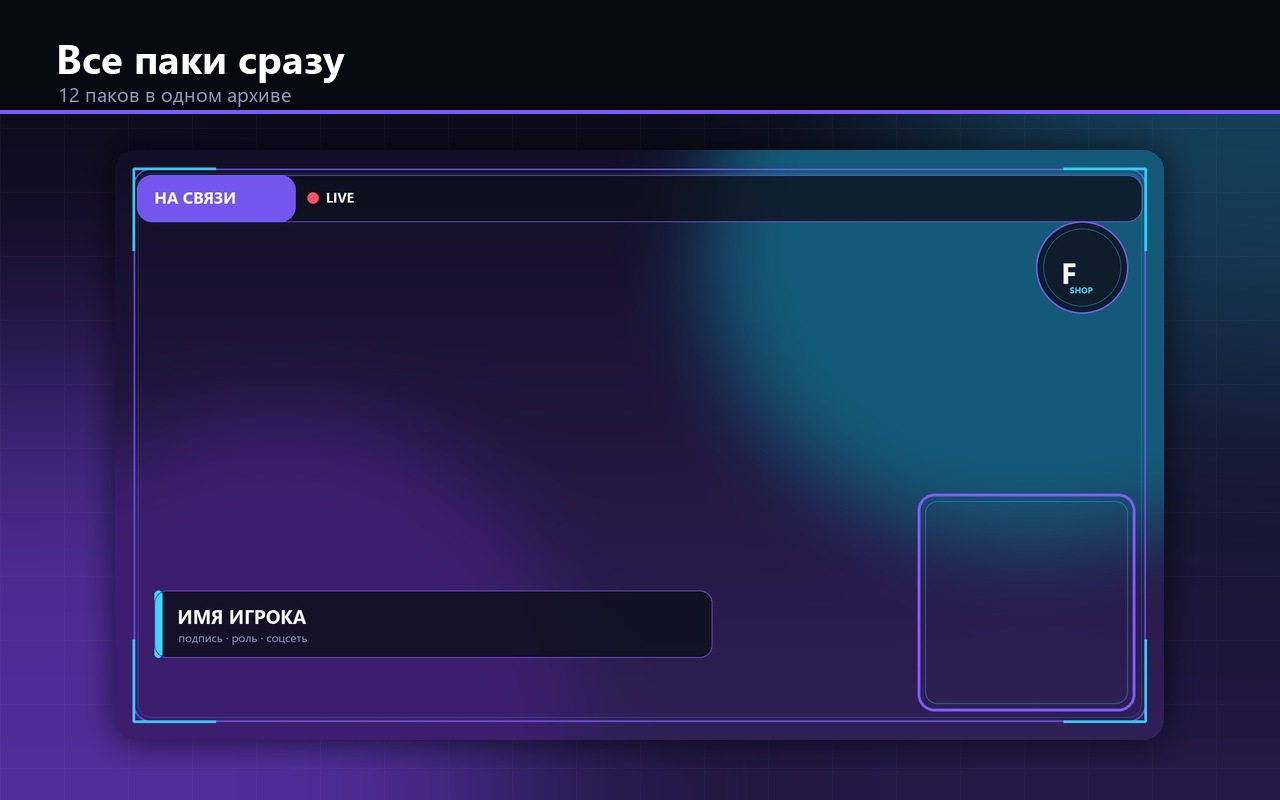 Все паки сразу
12 паков в одном архиве
НА СВЯЗИ
LIVE
F
SHOP
ИМЯ ИГРОКА
подпись · роль · соцсеть